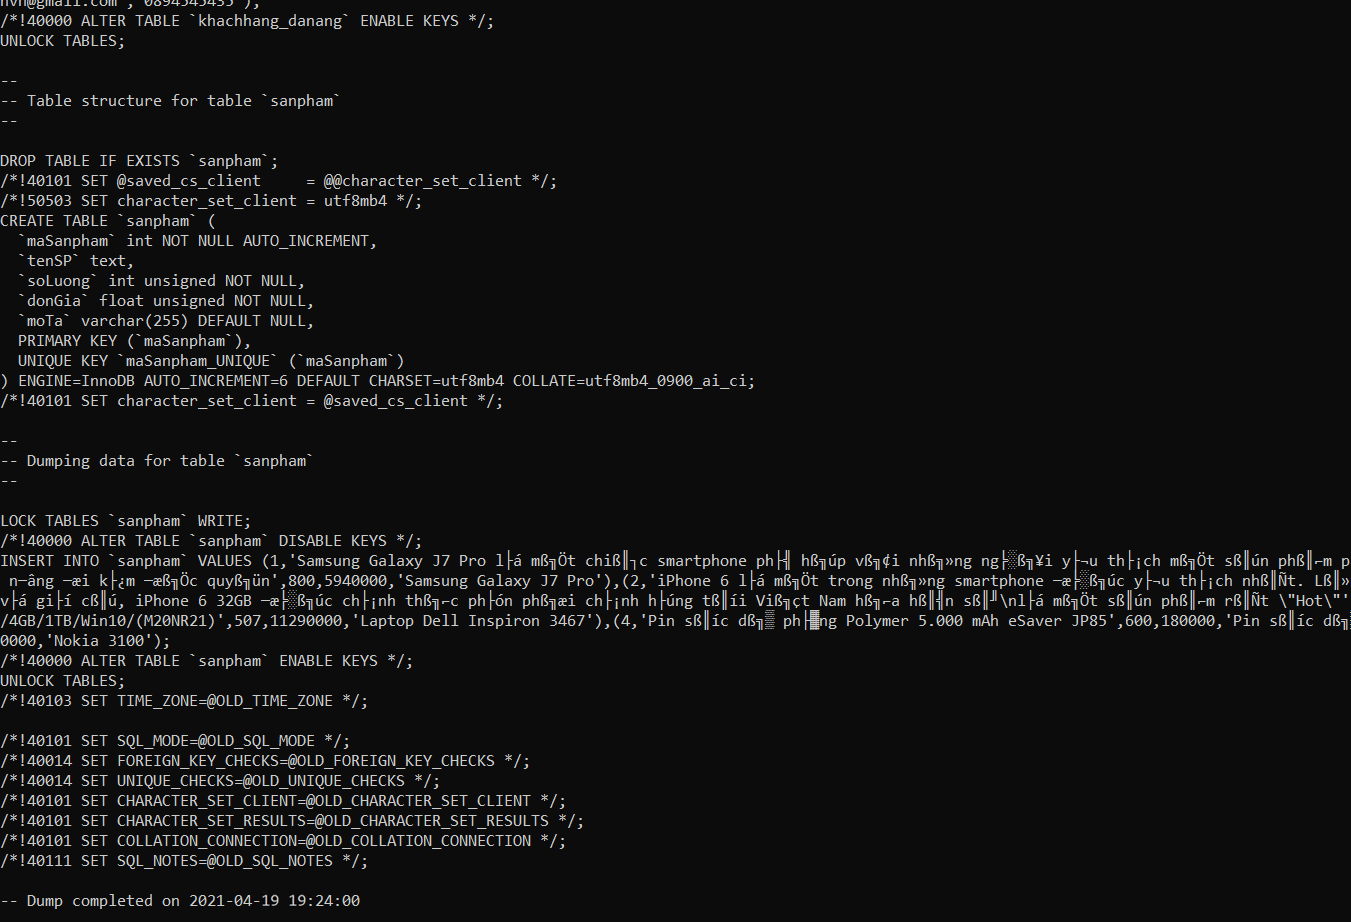 nvn@gmail.com','0894545435');
/*!40000 ALTER TABLE `khachhang_danang` ENABLE KEYS */;
UNLOCK TABLES;
--
-- Table structure for table `sanpham`
--
DROP TABLE IF EXISTS `sanpham`;
/*!40101 SET @saved_cs_client     = @@character_set_client */;
/*!50503 SET character_set_client = utf8mb4 */;
CREATE TABLE `sanpham` (
  `maSanpham` int NOT NULL AUTO_INCREMENT,
  `tenSP` text,
  `soLuong` int unsigned NOT NULL,
  `donGia` float unsigned NOT NULL,
  `moTa` varchar(255) DEFAULT NULL,
  PRIMARY KEY (`maSanpham`),
  UNIQUE KEY `maSanpham_UNIQUE` (`maSanpham`)
) ENGINE=InnoDB AUTO_INCREMENT=6 DEFAULT CHARSET=utf8mb4 COLLATE=utf8mb4_0900_ai_ci;
/*!40101 SET character_set_client = @saved_cs_client */;
--
-- Dumping data for table `sanpham`
--
LOCK TABLES `sanpham` WRITE;
/*!40000 ALTER TABLE `sanpham` DISABLE KEYS */;
INSERT INTO `sanpham` VALUES (1,'Samsung Galaxy J7 Pro l├á mß╗Öt chiß║┐c smartphone ph├╣ hß╗úp vß╗¢i nhß╗»ng ng╞░ß╗¥i y├¬u th├¡ch mß╗Öt sß║ún phß║⌐m p
 n─âng ─æi k├¿m ─æß╗Öc quyß╗ün',800,5940000,'Samsung Galaxy J7 Pro'),(2,'iPhone 6 l├á mß╗Öt trong nhß╗»ng smartphone ─æ╞░ß╗úc y├¬u th├¡ch nhß║Ñt. Lß║»
v├á gi├í cß║ú, iPhone 6 32GB ─æ╞░ß╗úc ch├¡nh thß╗⌐c ph├ón phß╗æi ch├¡nh h├úng tß║íi Viß╗çt Nam hß╗⌐a hß║╣n sß║╜\nl├á mß╗Öt sß║ún phß║⌐m rß║Ñt \"Hot\"'
/4GB/1TB/Win10/(M20NR21)',507,11290000,'Laptop Dell Inspiron 3467'),(4,'Pin sß║íc dß╗▒ ph├▓ng Polymer 5.000 mAh eSaver JP85',600,180000,'Pin sß║íc dß╗▒
0000,'Nokia 3100');
/*!40000 ALTER TABLE `sanpham` ENABLE KEYS */;
UNLOCK TABLES;
/*!40103 SET TIME_ZONE=@OLD_TIME_ZONE */;
/*!40101 SET SQL_MODE=@OLD_SQL_MODE */;
/*!40014 SET FOREIGN_KEY_CHECKS=@OLD_FOREIGN_KEY_CHECKS */;
/*!40014 SET UNIQUE_CHECKS=@OLD_UNIQUE_CHECKS */;
/*!40101 SET CHARACTER_SET_CLIENT=@OLD_CHARACTER_SET_CLIENT */;
/*!40101 SET CHARACTER_SET_RESULTS=@OLD_CHARACTER_SET_RESULTS */;
/*!40101 SET COLLATION_CONNECTION=@OLD_COLLATION_CONNECTION */;
/*!40111 SET SQL_NOTES=@OLD_SQL_NOTES */;
-- Dump completed on 2021-04-19 19:24:00